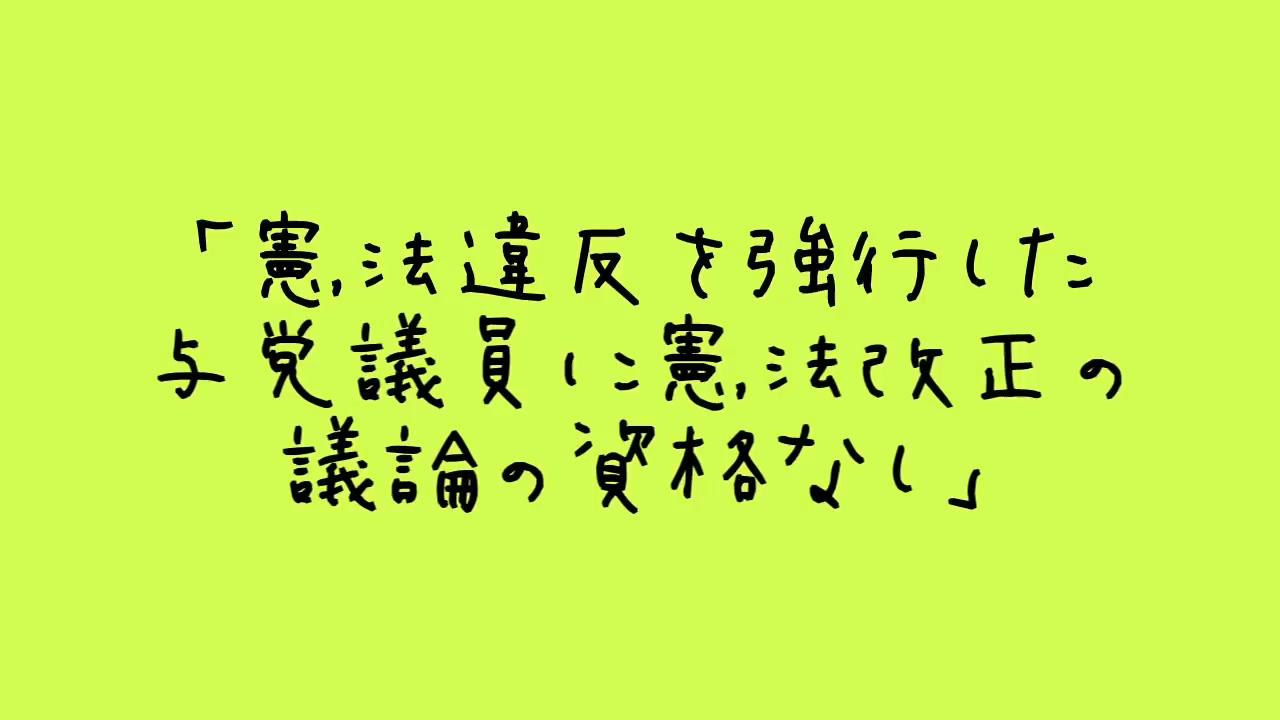 「憲法違反を強行した
与党議員に憲法改正の
議論の資格なし」